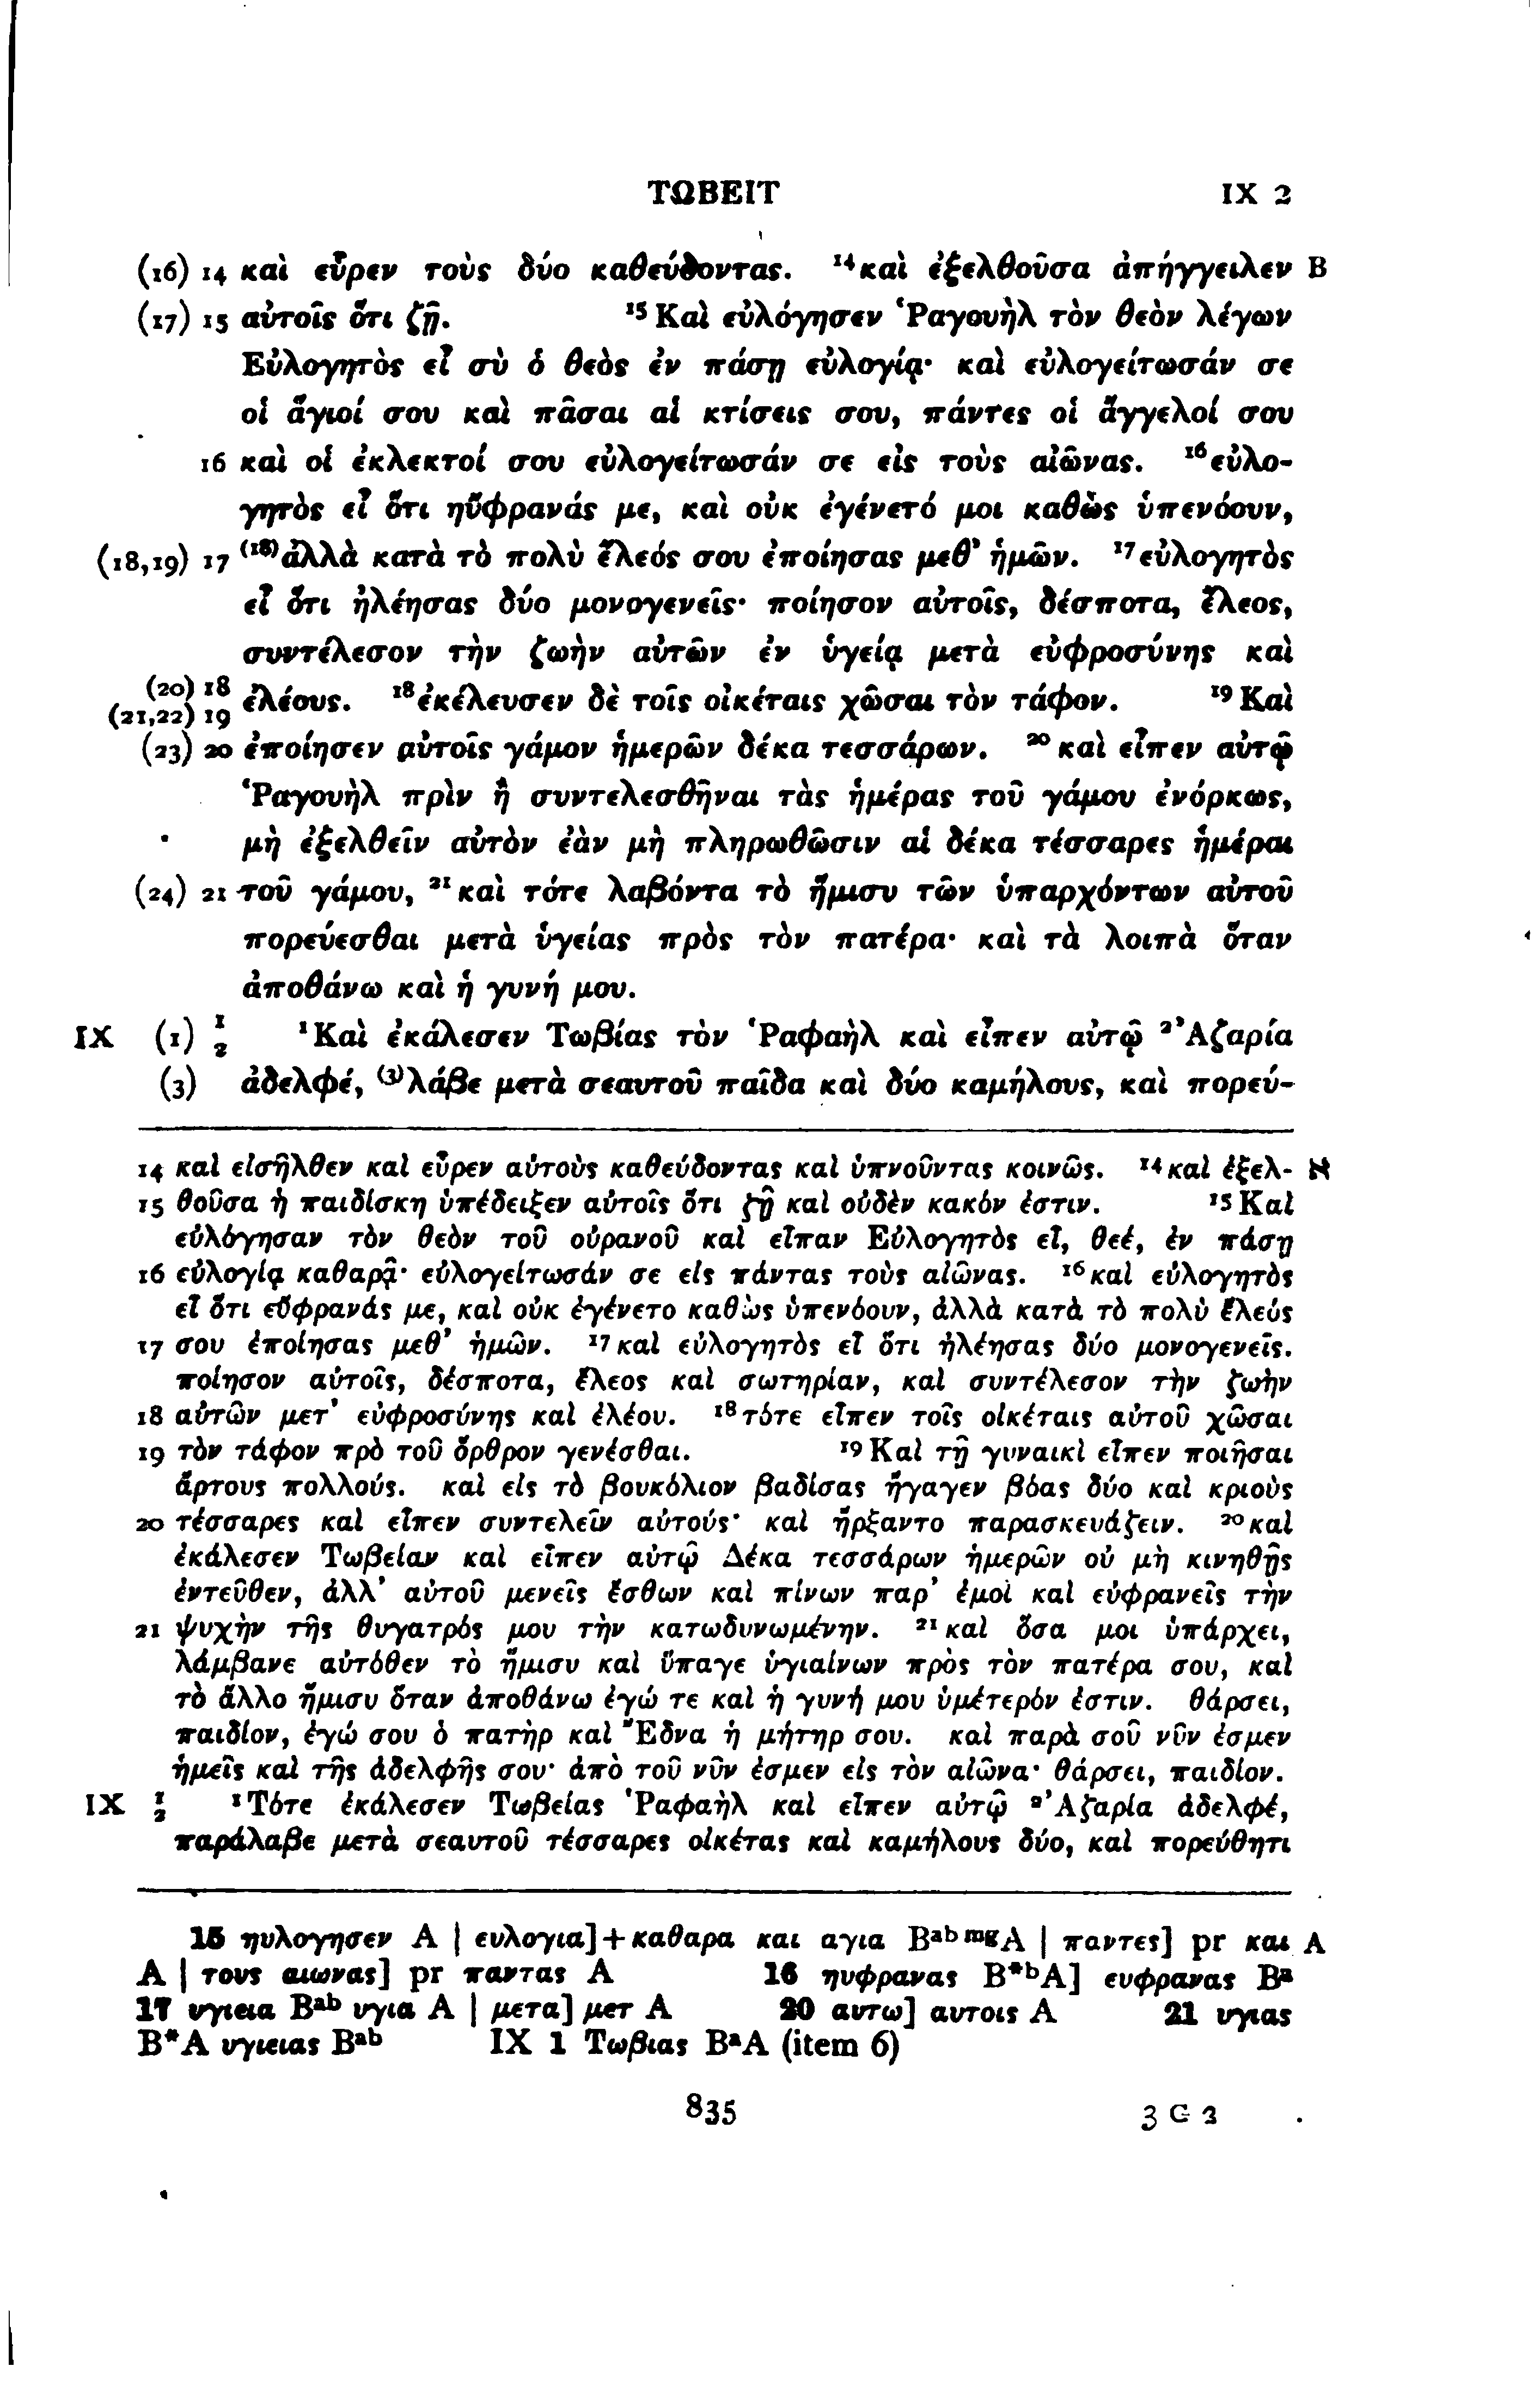 ΤΩΒΕΙΤ IX 2
(16) 14 καὶ εὗρεν τοὺς δύο καθεύδοντας. ¹⁴καὶ ἐξελθοῦσα ἀπήγγειλεν B
(17) 15 αὐτοῖς ὅτι ζῇ. ¹⁵Καὶ εὐλόγησεν Ῥαγουὴλ τὸν θεὸν λέγων
Εὐλογητὸς εἶ σὺ ὁ θεὸς ἐν πάσῃ εὐλογίᾳ· καὶ εὐλογείτωσάν σε
οἱ ἅγιοί σου καὶ πᾶσαι αἱ κτίσεις σου, πάντες οἱ ἄγγελοί σου
16 καὶ οἱ ἐκλεκτοί σου εὐλογείτωσάν σε εἰς τοὺς αἰῶνας. ¹⁶εὐλο-
γητὸς εἶ ὅτι ηὔφρανάς με, καὶ οὐκ ἐγένετό μοι καθὼς ὑπενόουν,
(18,19) 17 ⁽¹⁸⁾ἀλλὰ κατὰ τὸ πολὺ ἔλεός σου ἐποίησας μεθ' ἡμῶν. ¹⁷εὐλογητὸς
εἶ ὅτι ἠλέησας δύο μονογενεῖς· ποίησον αὐτοῖς, δέσποτα, ἔλεος,
συντέλεσον τὴν ζωὴν αὐτῶν ἐν ὑγείᾳ μετὰ εὐφροσύνης καὶ
(20) 18 ἐλέους. ¹⁸ἐκέλευσεν δὲ τοῖς οἰκέταις χῶσαι τὸν τάφον. ¹⁹Καὶ
(21,22) 19
(23) 20 ἐποίησεν αὐτοῖς γάμον ἡμερῶν δέκα τεσσάρων. ²⁰καὶ εἶπεν αὐτῷ
Ῥαγουὴλ πρὶν ἢ συντελεσθῆναι τὰς ἡμέρας τοῦ γάμου ἐνόρκως,
μὴ ἐξελθεῖν αὐτὸν ἐὰν μὴ πληρωθῶσιν αἱ δέκα τέσσαρες ἡμέραι
(24) 21 τοῦ γάμου, ²¹καὶ τότε λαβόντα τὸ ἥμισυ τῶν ὑπαρχόντων αὐτοῦ
πορεύεσθαι μετὰ ὑγείας πρὸς τὸν πατέρα· καὶ τὰ λοιπὰ ὅταν
ἀποθάνω καὶ ἡ γυνή μου.
IX (1) 1 2 ¹Καὶ ἐκάλεσεν Τωβίας τὸν Ῥαφαὴλ καὶ εἶπεν αὐτῷ ²Ἀζαρία
(3) ἀδελφέ, ⁽³⁾λάβε μετὰ σεαυτοῦ παῖδα καὶ δύο καμήλους, καὶ πορεύ-
14 καὶ εἰσῆλθεν καὶ εὗρεν αὐτοὺς καθεύδοντας καὶ ὑπνοῦντας κοινῶς. ¹⁴καὶ ἐξελ- א
15 θοῦσα ἡ παιδίσκη ὑπέδειξεν αὐτοῖς ὅτι ζῇ καὶ οὐδὲν κακόν ἐστιν. ¹⁵Καὶ
εὐλόγησαν τὸν θεὸν τοῦ οὐρανοῦ καὶ εἶπαν Εὐλογητὸς εἶ, θεέ, ἐν πάσῃ
16 εὐλογίᾳ καθαρᾷ· εὐλογείτωσάν σε εἰς πάντας τοὺς αἰῶνας. ¹⁶καὶ εὐλογητὸς
εἶ ὅτι εὔφρανάς με, καὶ οὐκ ἐγένετο καθὼς ὑπενόουν, ἀλλὰ κατὰ τὸ πολὺ ἔλεός
17 σου ἐποίησας μεθ' ἡμῶν. ¹⁷καὶ εὐλογητὸς εἶ ὅτι ἠλέησας δύο μονογενεῖς.
ποίησον αὐτοῖς, δέσποτα, ἔλεος καὶ σωτηρίαν, καὶ συντέλεσον τὴν ζωὴν
18 αὐτῶν μετ' εὐφροσύνης καὶ ἐλέου. ¹⁸τότε εἶπεν τοῖς οἰκέταις αὐτοῦ χῶσαι
19 τὸν τάφον πρὸ τοῦ ὄρθρον γενέσθαι. ¹⁹Καὶ τῇ γυναικὶ εἶπεν ποιῆσαι
ἄρτους πολλούς. καὶ εἰς τὸ βουκόλιον βαδίσας ἤγαγεν βόας δύο καὶ κριοὺς
20 τέσσαρες καὶ εἶπεν συντελεῖν αὐτούς· καὶ ἤρξαντο παρασκευάζειν. ²⁰καὶ
ἐκάλεσεν Τωβείαν καὶ εἶπεν αὐτῷ Δέκα τεσσάρων ἡμερῶν οὐ μὴ κινηθῇς
ἐντεῦθεν, ἀλλ' αὐτοῦ μενεῖς ἔσθων καὶ πίνων παρ' ἐμοὶ καὶ εὐφρανεῖς τὴν
21 ψυχὴν τῆς θυγατρός μου τὴν κατωδυνωμένην. ²¹καὶ ὅσα μοι ὑπάρχει,
λάμβανε αὐτόθεν τὸ ἥμισυ καὶ ὕπαγε ὑγιαίνων πρὸς τὸν πατέρα σου, καὶ
τὸ ἄλλο ἥμισυ ὅταν ἀποθάνω ἐγώ τε καὶ ἡ γυνή μου ὑμέτερόν ἐστιν. θάρσει,
παιδίον, ἐγώ σου ὁ πατὴρ καὶ Ἔδνα ἡ μήτηρ σου. καὶ παρὰ σοῦ νῦν ἐσμεν
ἡμεῖς καὶ τῆς ἀδελφῆς σου· ἀπὸ τοῦ νῦν ἐσμεν εἰς τὸν αἰῶνα· θάρσει, παιδίον.
IX 1 2 ¹Τότε ἐκάλεσεν Τωβείας Ῥαφαὴλ καὶ εἶπεν αὐτῷ ²Ἀζαρία ἀδελφέ,
παράλαβε μετὰ σεαυτοῦ τέσσαρες οἰκέτας καὶ καμήλους δύο, καὶ πορεύθητι
15 ηυλογησεν A | ευλογια]+καθαρα και αγια Bᵃᵇᵐᵍ A | παντες] pr και A
A | τους αιωνας] pr παντας A 16 ηυφρανας B*ᵇA] ευφρανας Bᵃ
17 υγιεια Bᵃᵇ υγια A | μετα] μετ A 20 αυτω] αυτοις A 21 υγιας
B*A υγιειας Bᵃᵇ IX 1 Τωβιας BᵃA (item 6)
835 3 G 2